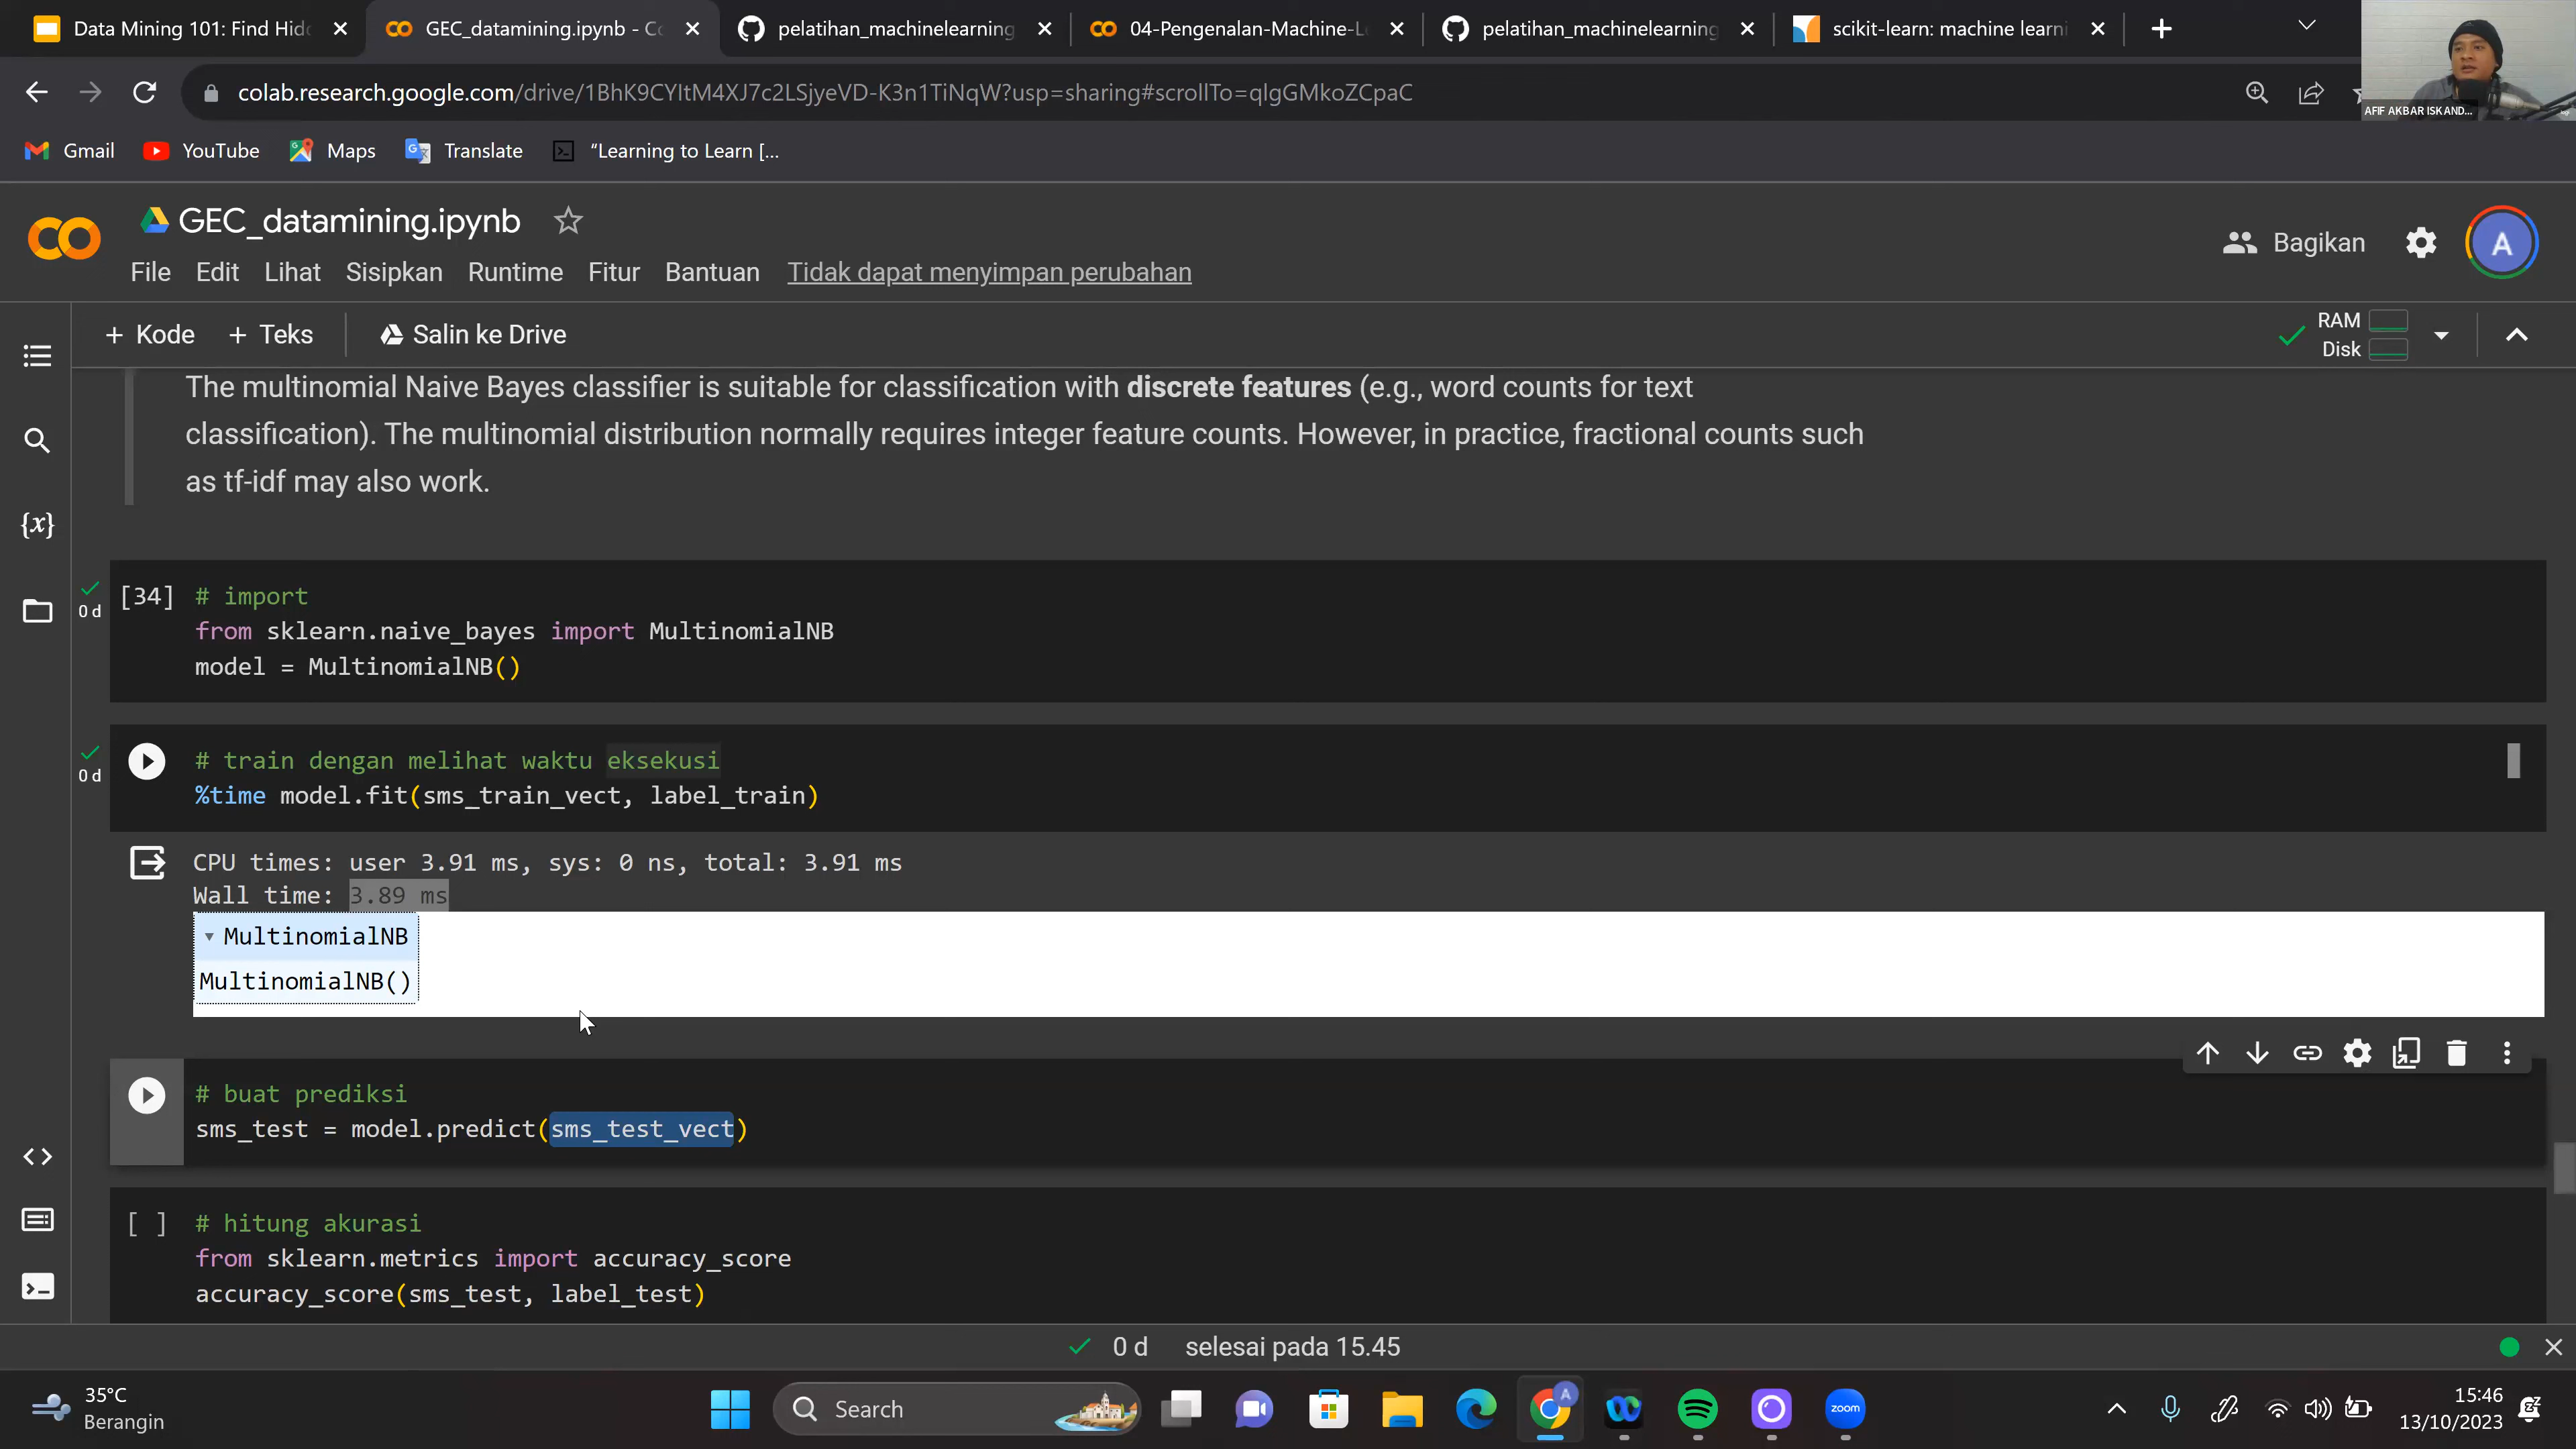 Data Mining 101: Find Hid
GEC_datamining.ipynb - Co
pelatihan_machinelearning
04-Pengenalan-Machine-L
pelatihan_machinelearning
scikit-learn: machine learni
colab.research.google.com/drive/1BhK9CYItM4XJ7c2LSjyeVD-K3n1TiNqW?usp=sharing#scrollTo=qlgGMkoZCpaC
AFIF AKBAR ISKAND...
Gmail
YouTube
Maps
Translate
“Learning to Learn [...
GEC_datamining.ipynb
Bagikan
A
File Edit Lihat Sisipkan Runtime Fitur Bantuan Tidak dapat menyimpan perubahan
+ Kode + Teks Salin ke Drive
RAM
Disk
The multinomial Naive Bayes classifier is suitable for classification with discrete features (e.g., word counts for text
classification). The multinomial distribution normally requires integer feature counts. However, in practice, fractional counts such
as tf-idf may also work.
{x}
0 d
[34] # import
from sklearn.naive_bayes import MultinomialNB
model = MultinomialNB()
0 d
# train dengan melihat waktu eksekusi
%time model.fit(sms_train_vect, label_train)
CPU times: user 3.91 ms, sys: 0 ns, total: 3.91 ms
Wall time: 3.89 ms
MultinomialNB
MultinomialNB()
# buat prediksi
sms_test = model.predict(sms_test_vect)
[ ] # hitung akurasi
from sklearn.metrics import accuracy_score
accuracy_score(sms_test, label_test)
0 d selesai pada 15.45
35°C
Berangin
Search
A
zoom
15:46
13/10/2023